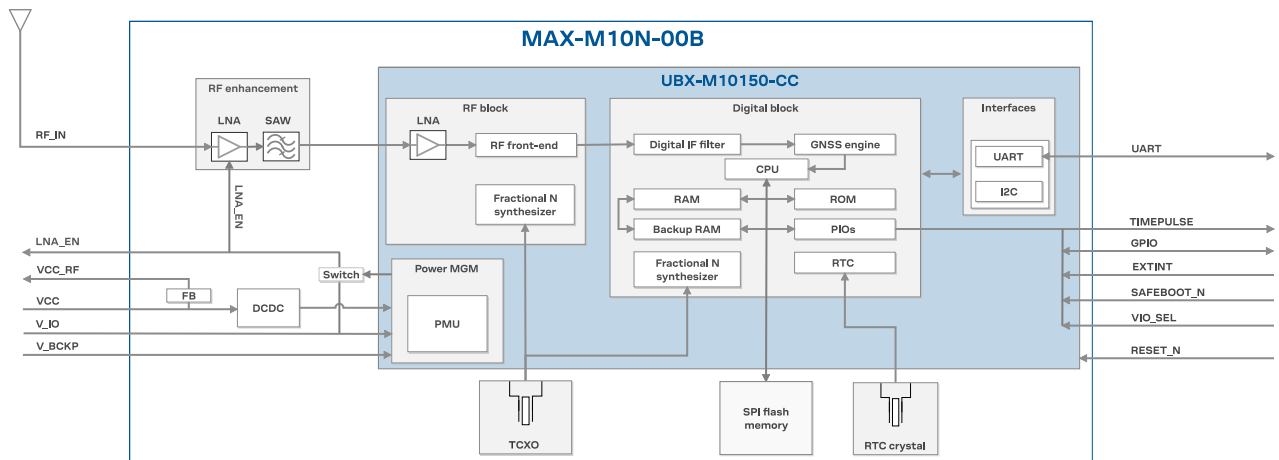 MAX-M10N-00B
UBX-M10150-CC
RF enhancement
LNA
SAW
RF block
LNA
RF front-end
Fractional N
synthesizer
Digital block
Digital IF filter
GNSS engine
CPU
RAM
ROM
Backup RAM
PIOs
Fractional N
synthesizer
RTC
Interfaces
UART
I2C
RF_IN
LNA_EN
LNA_EN
VCC_RF
FB
VCC
DCDC
V_IO
V_BCKP
Switch
Power MGM
PMU
UART
TIMEPULSE
GPIO
EXTINT
SAFEBOOT_N
VIO_SEL
RESET_N
TCXO
SPI flash
memory
RTC crystal